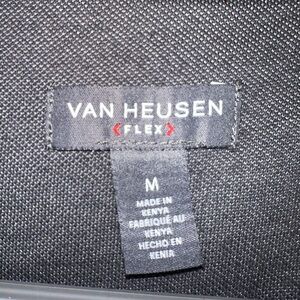 VAN HEUSEN
<FLEX>
M
MADE IN
KENYA
FABRIQUÉ AU
KENYA
HECHO EN
KENIA